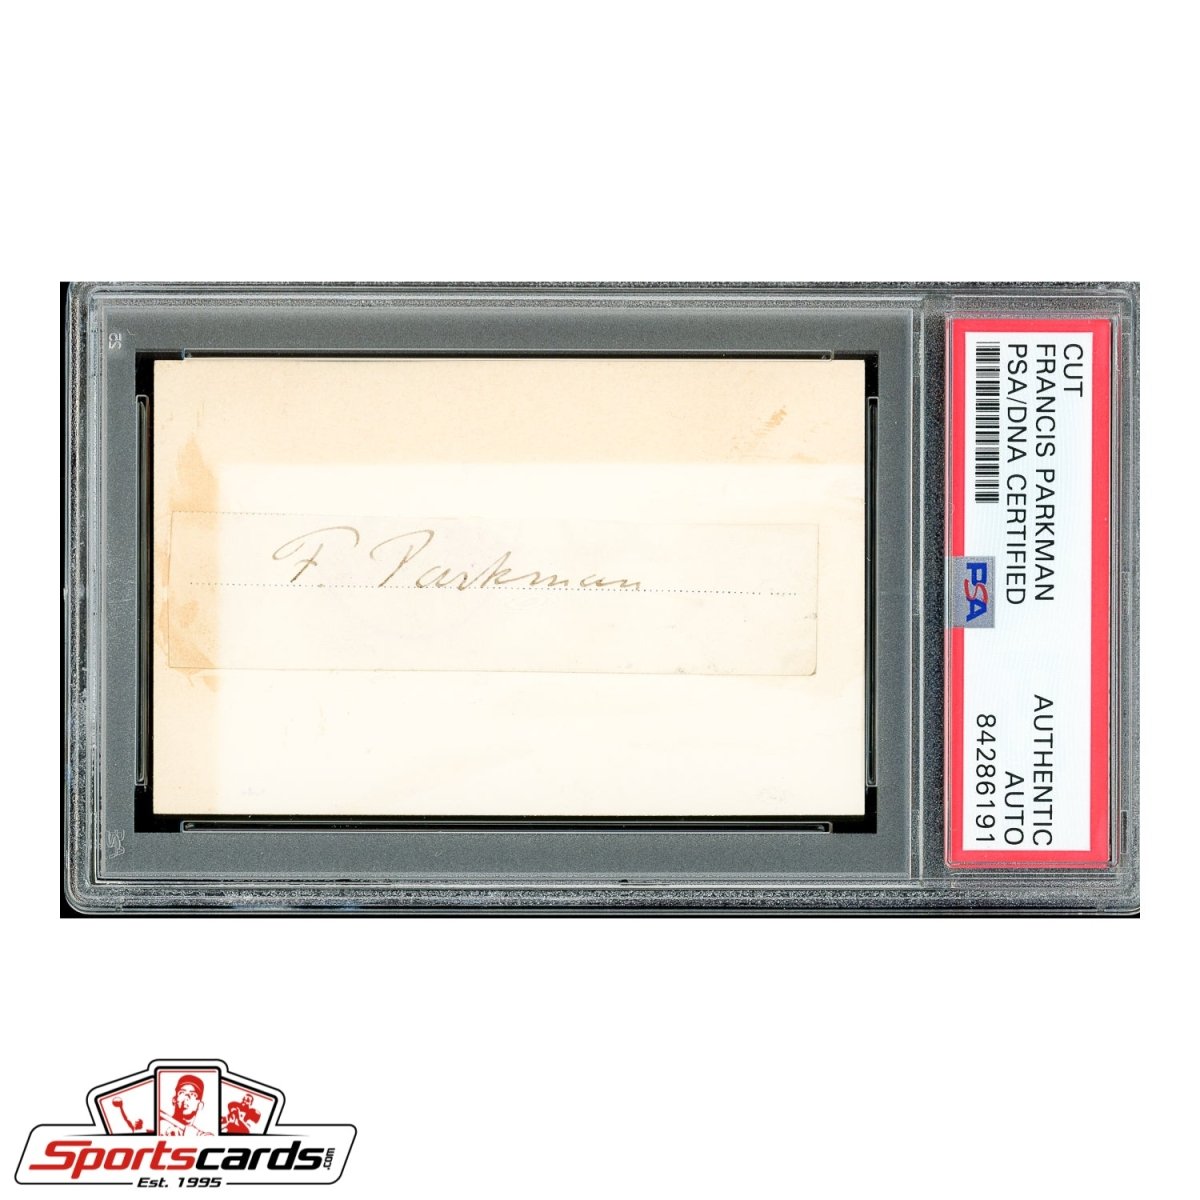 F. Parkman
CUT
FRANCIS PARKMAN
PSA/DNA CERTIFIED
AUTHENTIC
AUTO
84286191
PSA
Sportscards.com
Est. 1995